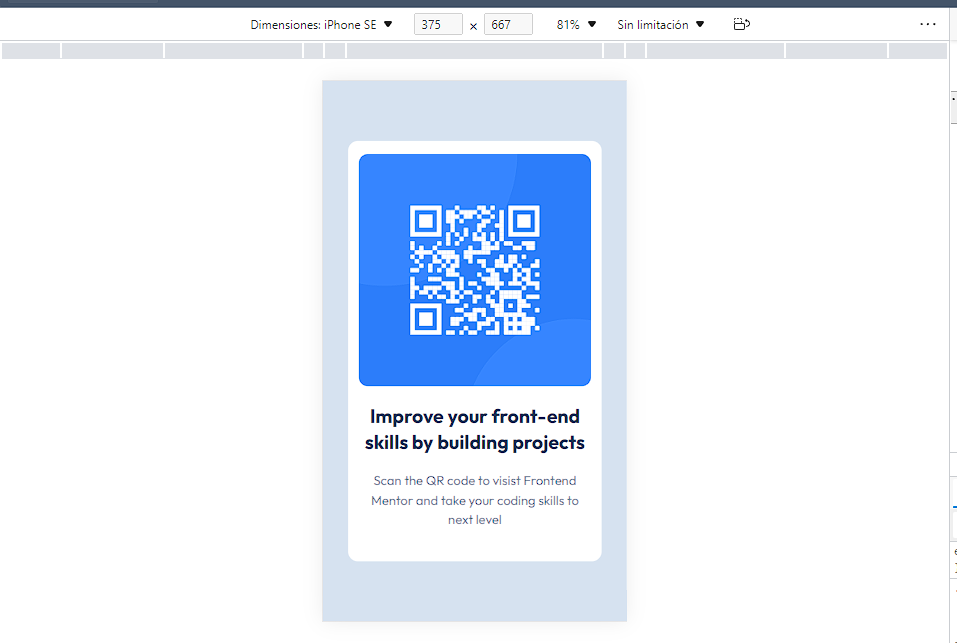 Dimensiones: iPhone SE 375 x 667 81% Sin limitación ...
Improve your front-end
skills by building projects
Scan the QR code to visist Frontend
Mentor and take your coding skills to
next level